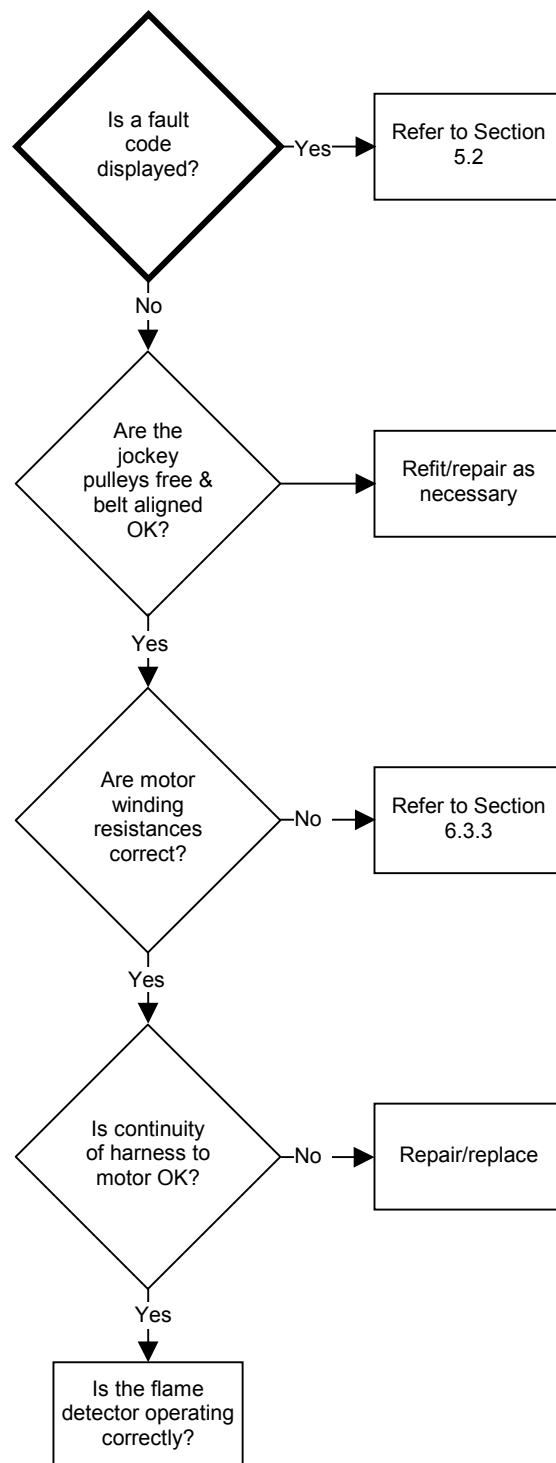 Is a fault
code
displayed?
Yes
Refer to Section
5.2
No
Are the
jockey
pulleys free &
belt aligned
OK?
Refit/repair as
necessary
Yes
Are motor
winding
resistances
correct?
No
Refer to Section
6.3.3
Yes
Is continuity
of harness to
motor OK?
No
Repair/replace
Yes
Is the flame
detector operating
correctly?